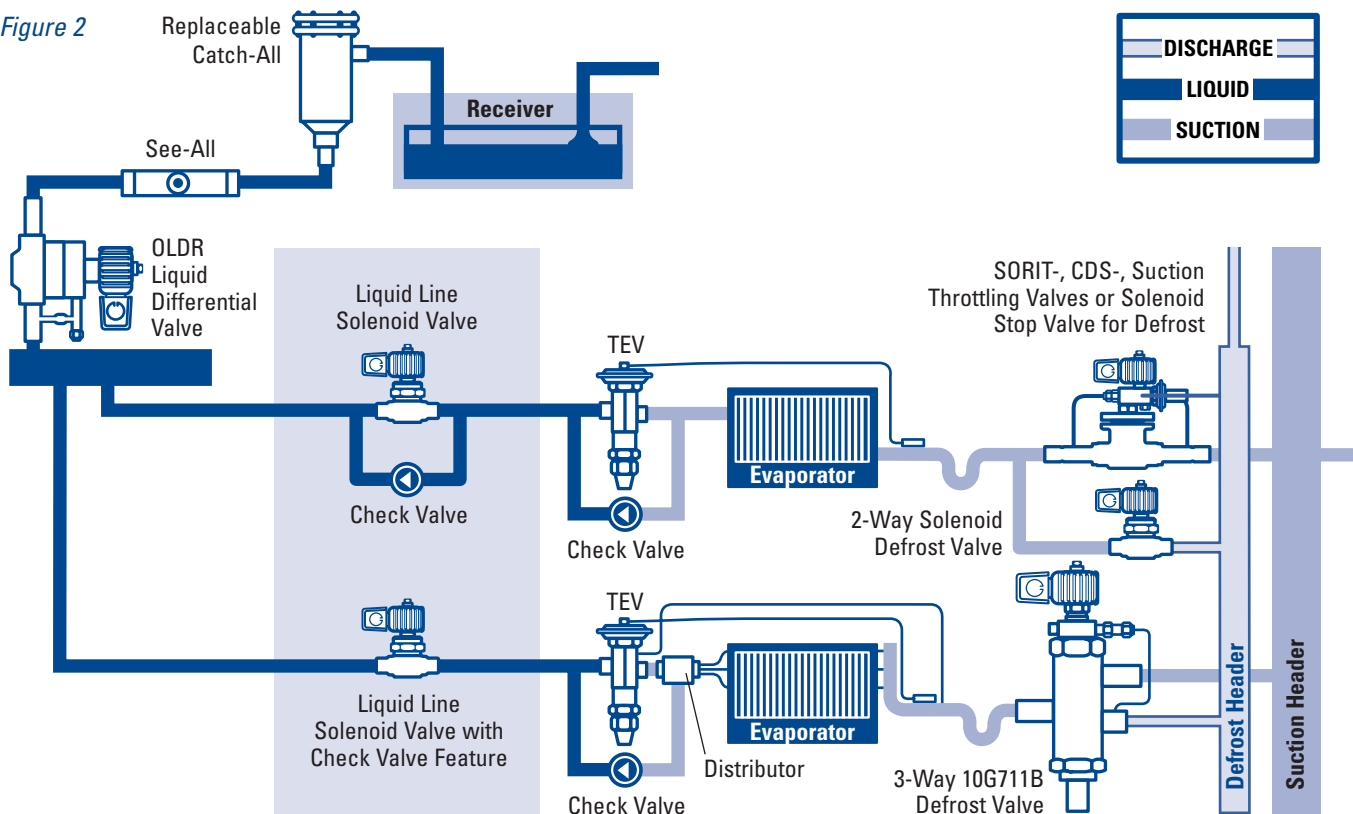 Figure 2
Replaceable
Catch-All
Receiver
DISCHARGE
LIQUID
SUCTION
See-All
OLDR
Liquid
Differential
Valve
Liquid Line
Solenoid Valve
TEV
SORIT-, CDS-, Suction
Throttling Valves or Solenoid
Stop Valve for Defrost
Evaporator
Check Valve
Check Valve
2-Way Solenoid
Defrost Valve
TEV
Liquid Line
Solenoid Valve with
Check Valve Feature
Evaporator
Distributor
Check Valve
3-Way 10G711B
Defrost Valve
Defrost Header
Suction Header